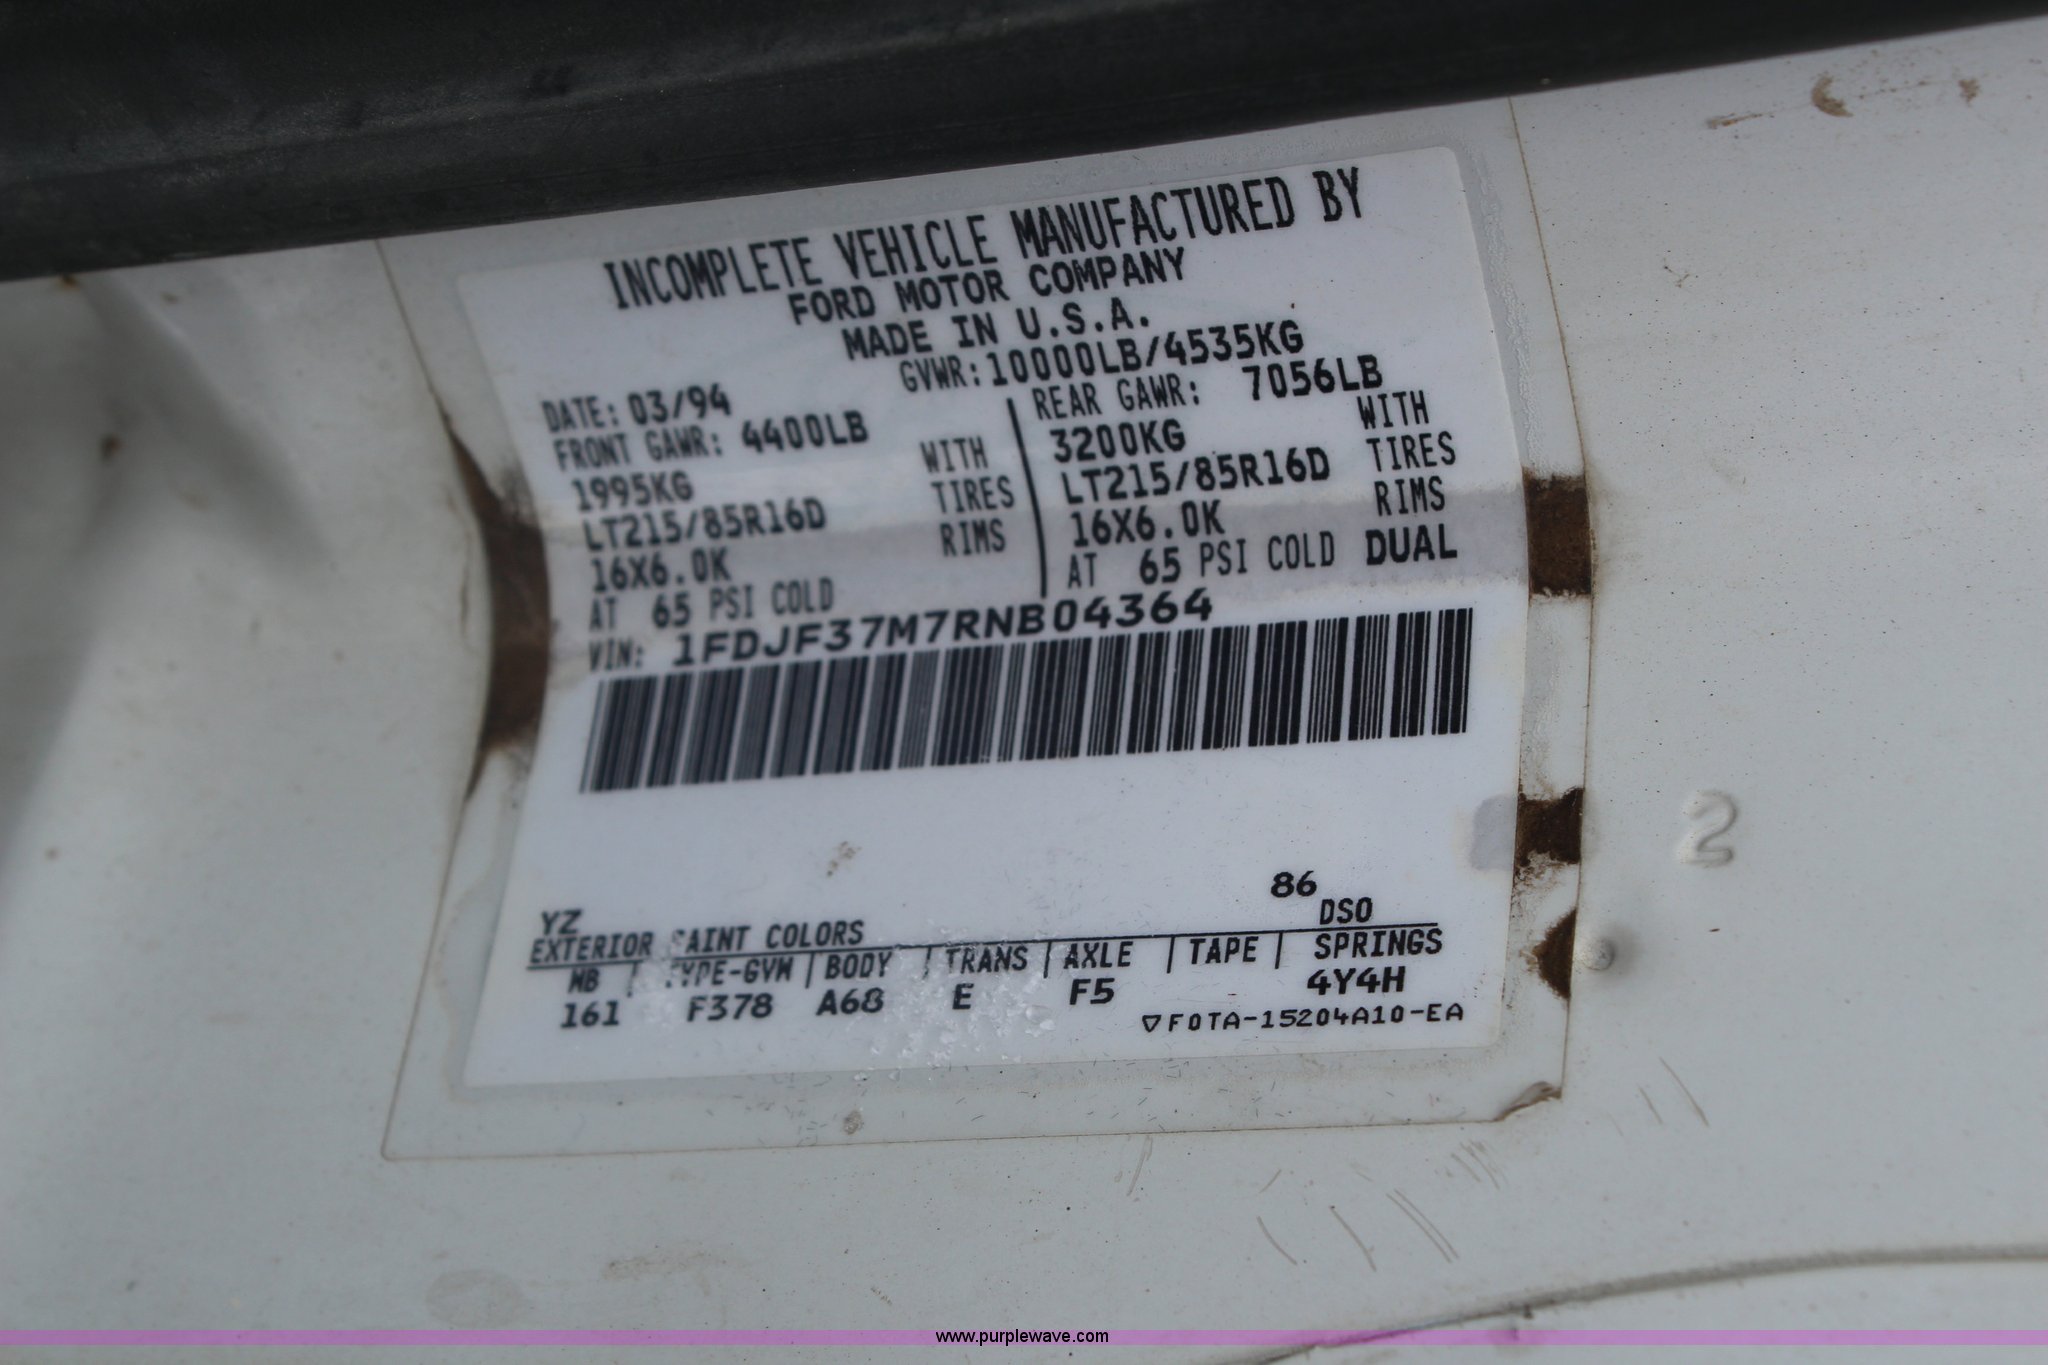 INCOMPLETE VEHICLE MANUFACTURED BY
FORD MOTOR COMPANY
MADE IN U.S.A.
DATE: 03/94 GVWR: 10000LB/4535KG
FRONT GAWR: 4400LB
1995KG WITH
LT215/85R16D TIRES
16X6.0K RIMS
AT 65 PSI COLD
REAR GAWR: 7056LB
3200KG WITH
LT215/85R16D TIRES
16X6.0K RIMS
AT 65 PSI COLD DUAL
VIN: 1FDJF37M7RNB04364
86
YZ DSO
EXTERIOR PAINT COLORS
WB | TYPE-GVW | BODY | TRANS | AXLE | TAPE | SPRINGS
161 F378 A68 E F5 4Y4H
▽F0TA-15204A10-EA
2
www.purplewave.com